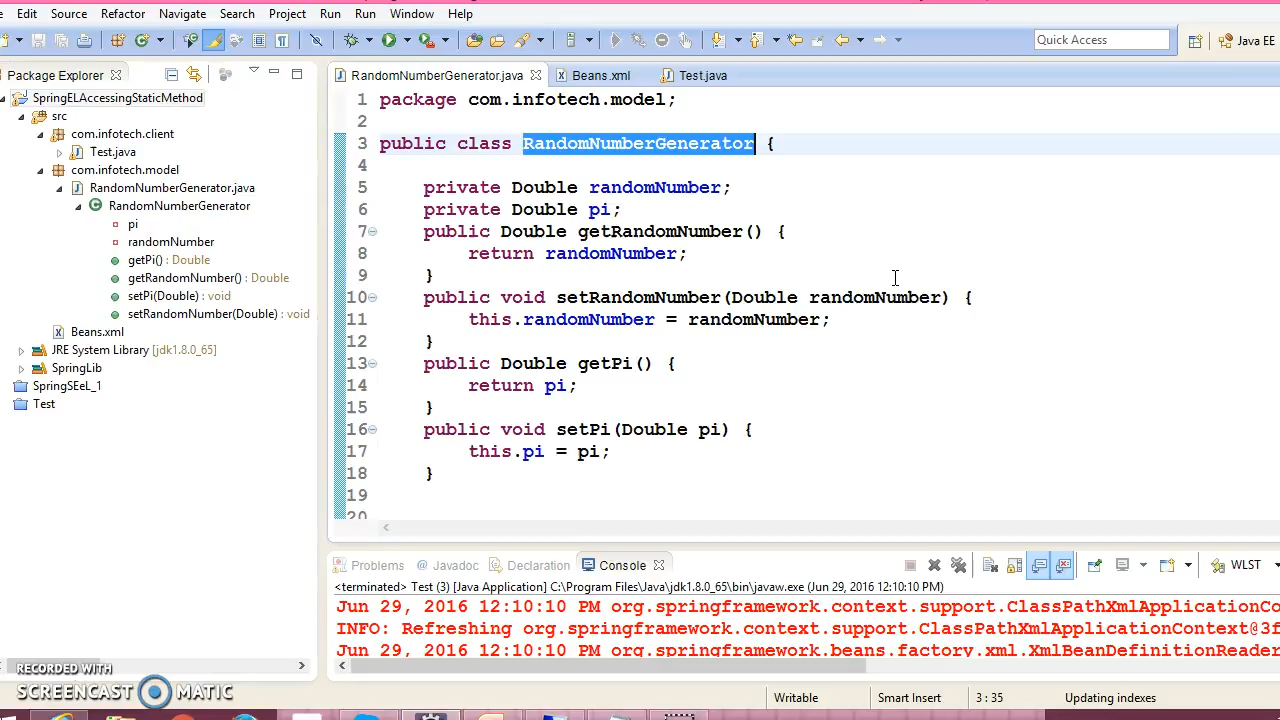 Edit Source Refactor Navigate Search Project Run Run Window Help
Quick Access Java EE
Package Explorer
SpringELAccessingStaticMethod
src
com.infotech.client
Test.java
com.infotech.model
RandomNumberGenerator.java
RandomNumberGenerator
pi
randomNumber
getPi() : Double
getRandomNumber() : Double
setPi(Double) : void
setRandomNumber(Double) : void
Beans.xml
JRE System Library [jdk1.8.0_65]
SpringLib
SpringSEeL_1
Test
RandomNumberGenerator.java Beans.xml Test.java
1 package com.infotech.model;
2
3 public class RandomNumberGenerator {
4
5 private Double randomNumber;
6 private Double pi;
7 public Double getRandomNumber() {
8 return randomNumber;
9 }
10 public void setRandomNumber(Double randomNumber) {
11 this.randomNumber = randomNumber;
12 }
13 public Double getPi() {
14 return pi;
15 }
16 public void setPi(Double pi) {
17 this.pi = pi;
18 }
19
20
Problems @ Javadoc Declaration Console
WLST
<terminated> Test (3) [Java Application] C:\Program Files\Java\jdk1.8.0_65\bin\javaw.exe (Jun 29, 2016 12:10:10 PM)
Jun 29, 2016 12:10:10 PM org.springframework.context.support.ClassPathXmlApplicationCo
INFO: Refreshing org.springframework.context.support.ClassPathXmlApplicationContext@3f
Jun 29, 2016 12:10:10 PM org.springframework.beans.factory.xml.XmlBeanDefinitionReader
RECORDED WITH
SCREENCAST MATIC
Writable Smart Insert 3 : 35 Updating indexes